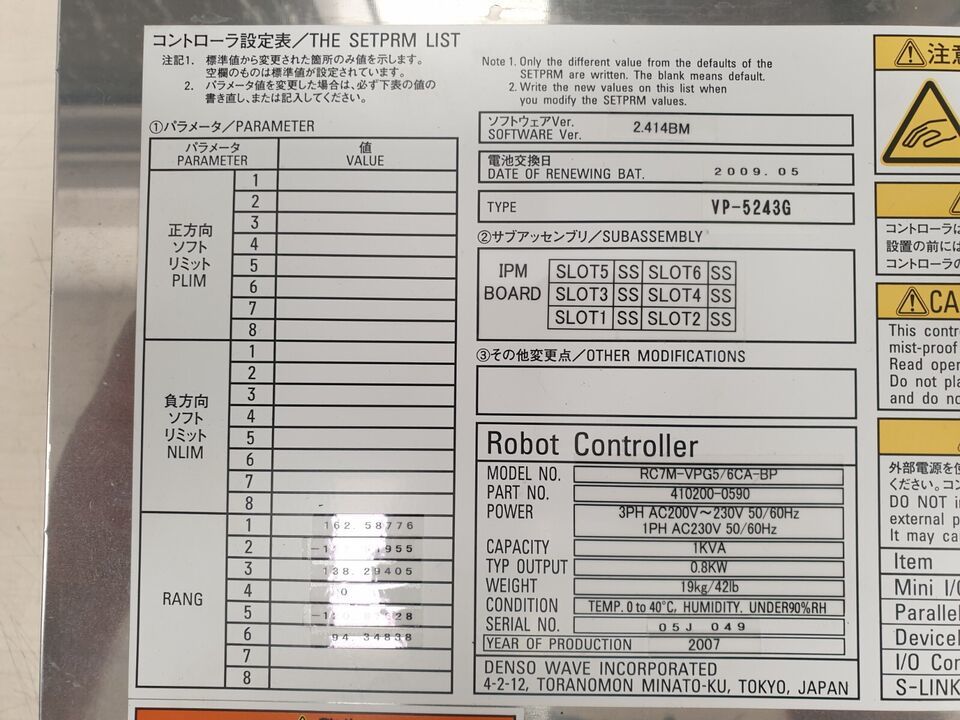 コントローラ設定表／THE SETPRM LIST
注記1. 標準値から変更された箇所のみ値を示します。
空欄のものは標準値が設定されています。
2. パラメータ値を変更した場合は、必ず下表の値の
書き直し、または記入してください。
Note 1. Only the different value from the defaults of the
SETPRM are written. The blank means default.
2. Write the new values on this list when
you modify the SETPRM values.
①パラメータ／PARAMETER
パラメータ
PARAMETER
値
VALUE
正方向
ソフト
リミット
PLIM
1
2
3
4
5
6
7
8
負方向
ソフト
リミット
NLIM
1
2
3
4
5
6
7
8
RANG
1 162.58776
2
3 138.29405
4 0
5
6 94.34838
7
8
ソフトウェアVer.
SOFTWARE Ver. 2.414BM
電池交換日
DATE OF RENEWING BAT. 2009.05
TYPE VP-5243G
②サブアッセンブリ／SUBASSEMBLY
IPM
BOARD
SLOT5 SS SLOT6 SS
SLOT3 SS SLOT4 SS
SLOT1 SS SLOT2 SS
③その他変更点／OTHER MODIFICATIONS
Robot Controller
MODEL NO. RC7M-VPG5/6CA-BP
PART NO. 410200-0590
POWER 3PH AC200V～230V 50/60Hz
1PH AC230V 50/60Hz
CAPACITY 1KVA
TYP OUTPUT 0.8KW
WEIGHT 19kg/42lb
CONDITION TEMP. 0 to 40℃, HUMIDITY. UNDER90%RH
SERIAL NO. 05J 049
YEAR OF PRODUCTION 2007
DENSO WAVE INCORPORATED
4-2-12, TORANOMON MINATO-KU, TOKYO, JAPAN
注意
コントローラは
設置の前には
コントローラの
CA
This contr
mist-proof
Read oper
Do not pla
and do no
外部電源を使
ください。コン
DO NOT i
external p
It may ca
Item
Mini I/O
Parallel
DeviceN
I/O Con
S-LINK